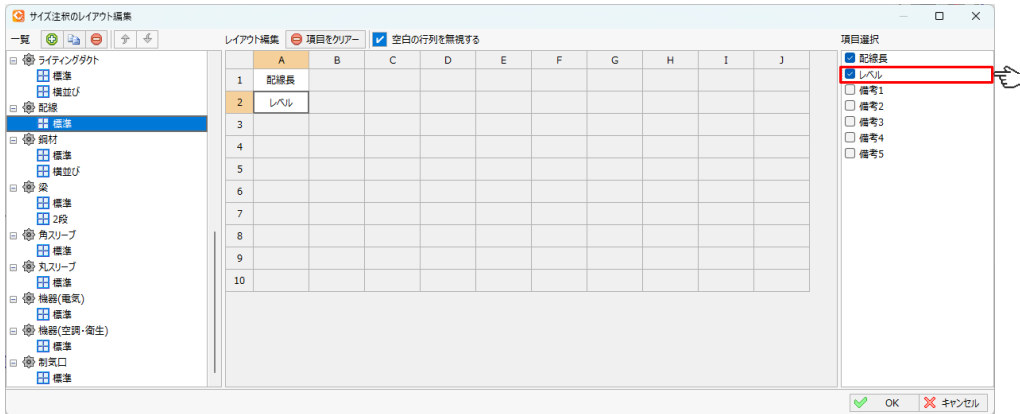 サイズ注釈のレイアウト編集
一覧
レイアウト編集 項目をクリアー 空白の行列を無視する
項目選択
ライティングダクト
標準
横並び
配線
標準
鋼材
標準
横並び
梁
標準
2段
角スリーブ
標準
丸スリーブ
標準
機器(電気)
標準
機器(空調・衛生)
標準
制気口
標準
A B C D E F G H I J
1 配線長
2 レベル
3
4
5
6
7
8
9
10
配線長
レベル
備考1
備考2
備考3
備考4
備考5
OK キャンセル